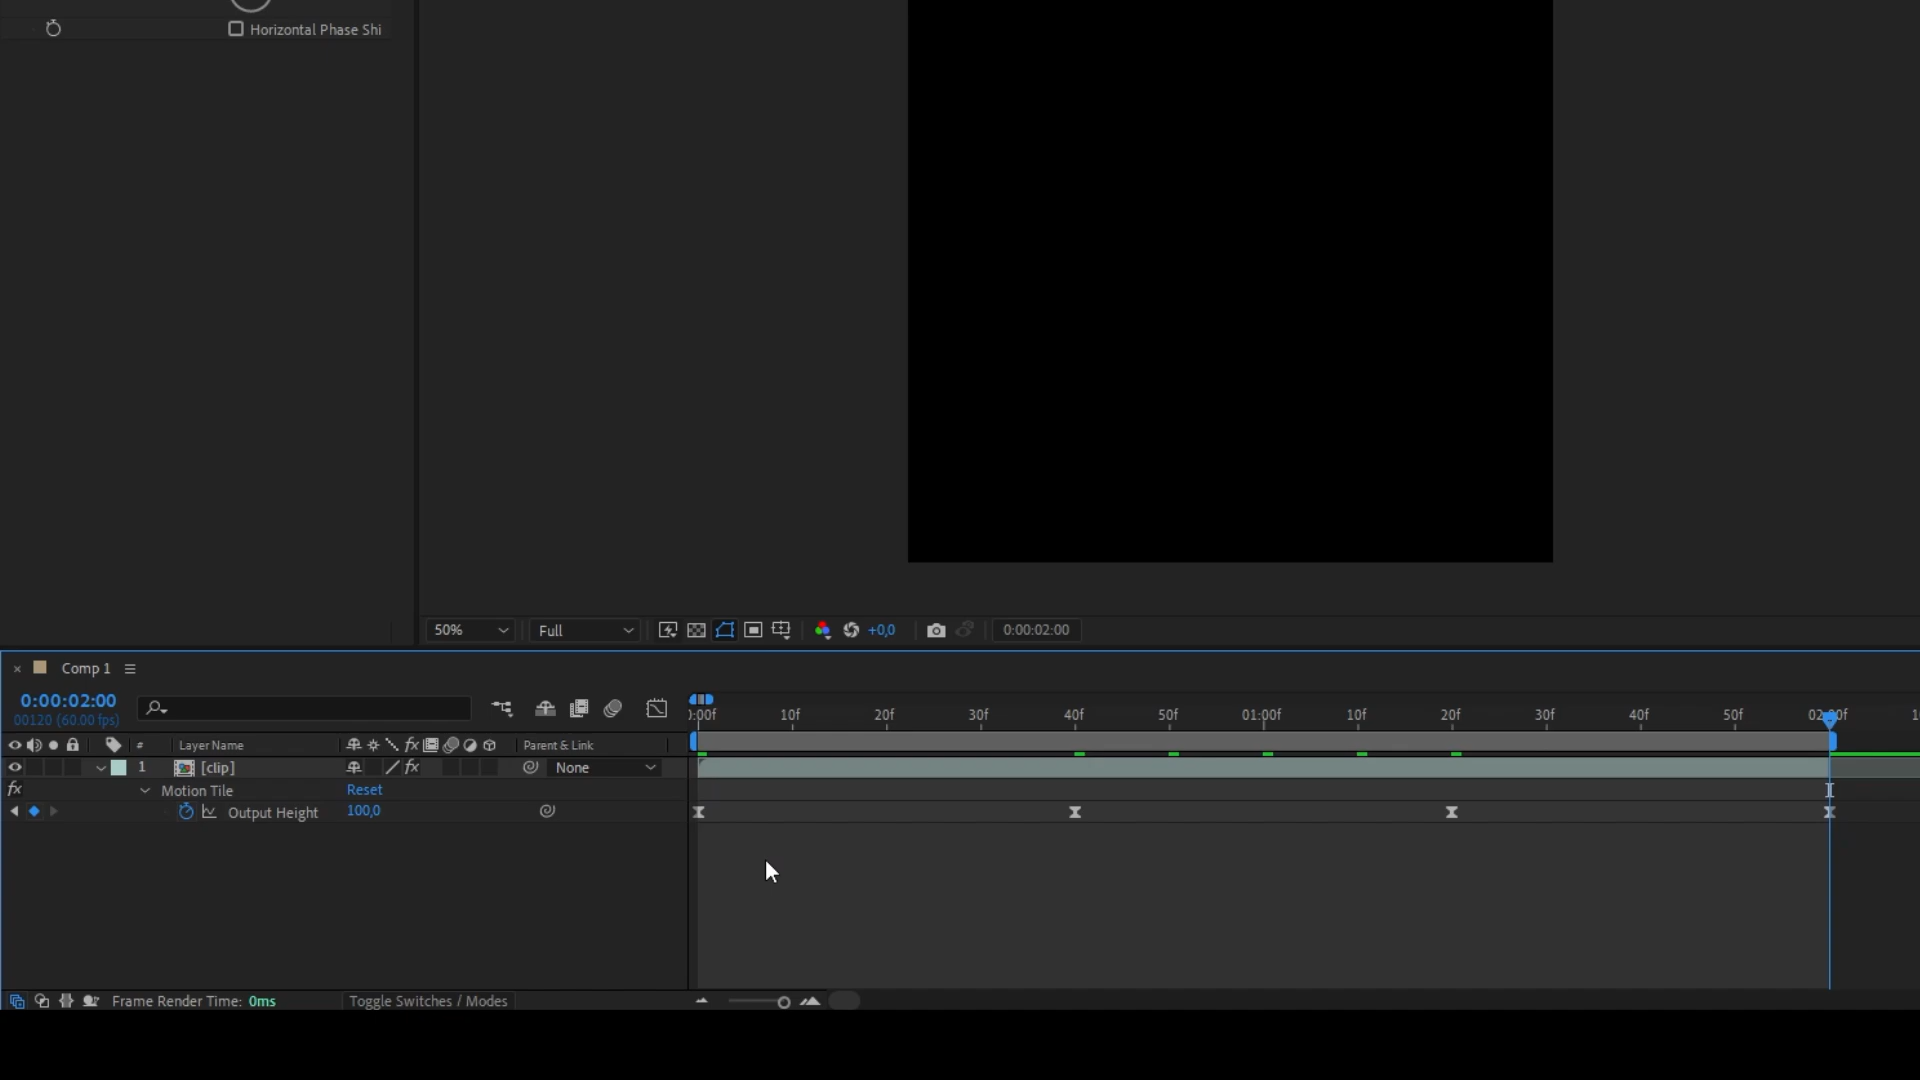 Horizontal Phase Shi
50%
Full
+0,0
0:00:02:00
× Comp 1
0:00:02:00
00120 (60.00 fps)
):00f 10f 20f 30f 40f 50f 01:00f 10f 20f 30f 40f 50f 02:00f
# Layer Name fx Parent & Link
1 [clip] fx None
fx Motion Tile Reset
Output Height 100,0
Frame Render Time: 0ms Toggle Switches / Modes